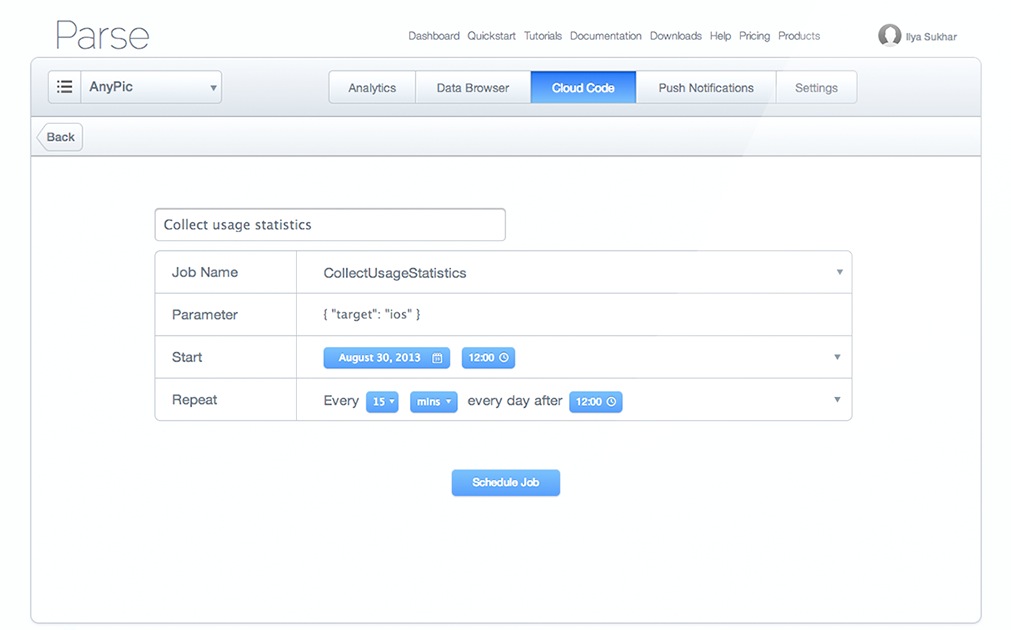 Parse
Dashboard Quickstart Tutorials Documentation Downloads Help Pricing Products
Ilya Sukhar
AnyPic
Analytics Data Browser Cloud Code Push Notifications Settings
Back
Collect usage statistics
Job Name CollectUsageStatistics
Parameter { "target": "ios" }
Start August 30, 2013 12:00
Repeat Every 15 mins every day after 12:00
Schedule Job